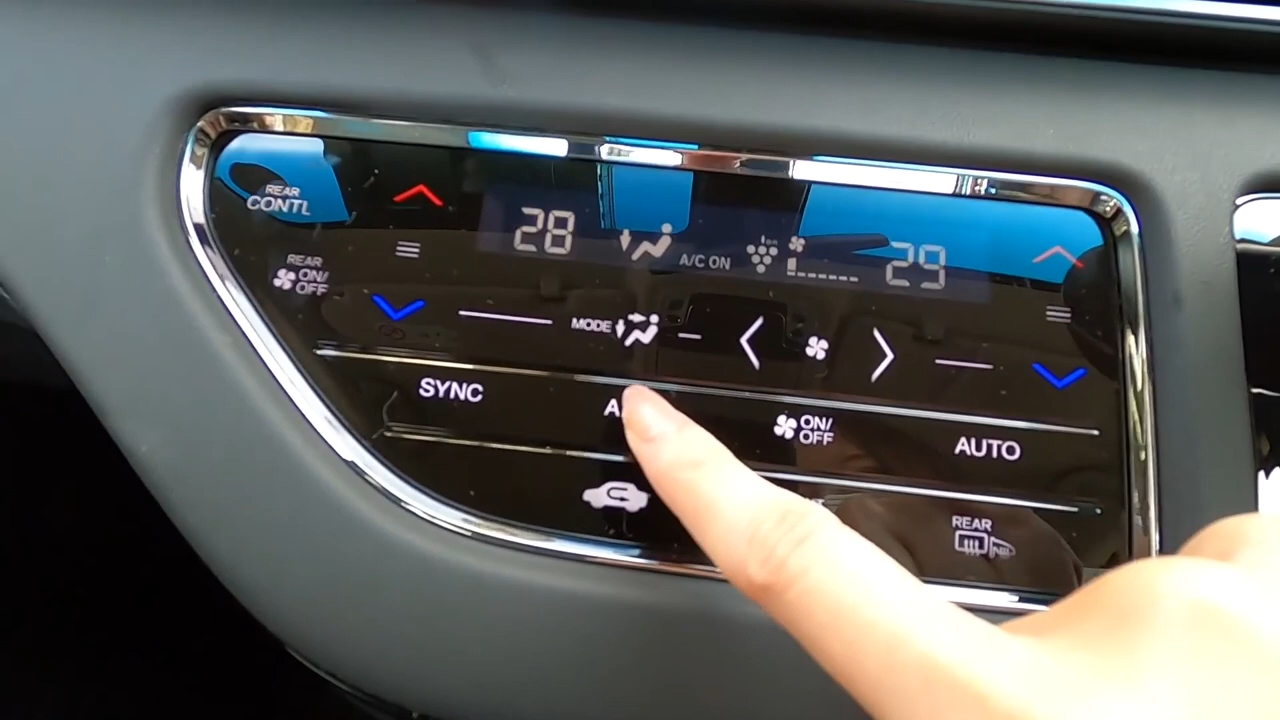 REAR
CONTL
28
A/C ON
29
REAR
ON/
OFF
MODE
SYNC
ON/
OFF
AUTO
REAR